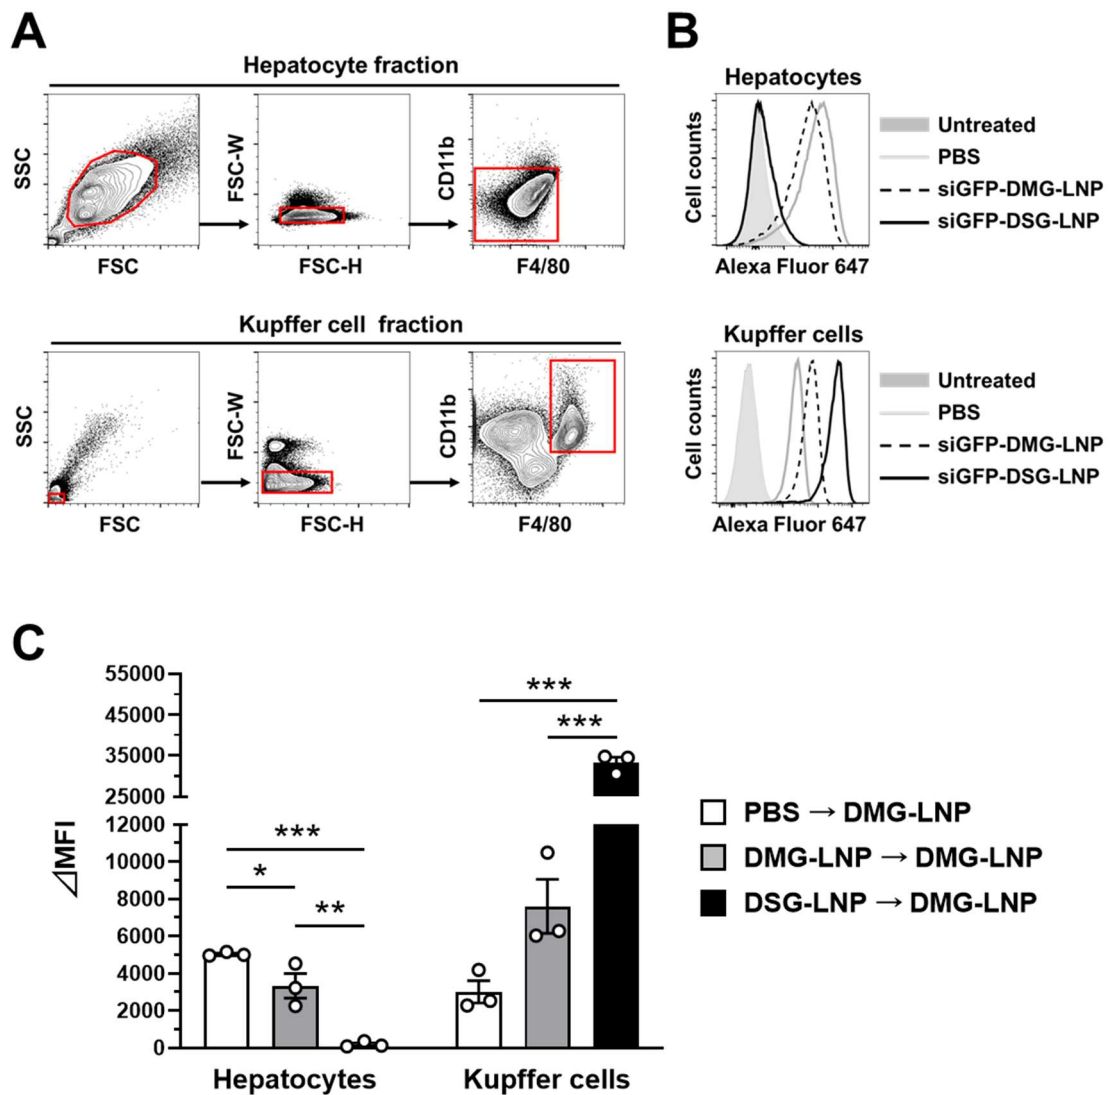 A
Hepatocyte fraction
SSC
FSC
FSC-W
FSC-H
CD11b
F4/80
Kupffer cell fraction
SSC
FSC
FSC-W
FSC-H
CD11b
F4/80
B
Hepatocytes
Cell counts
Alexa Fluor 647
Untreated
PBS
siGFP-DMG-LNP
siGFP-DSG-LNP
Kupffer cells
Cell counts
Alexa Fluor 647
Untreated
PBS
siGFP-DMG-LNP
siGFP-DSG-LNP
C
⊿MFI
55000
45000
35000
25000
12000
10000
8000
6000
4000
2000
0
***
*
**
***
***
Hepatocytes
Kupffer cells
PBS → DMG-LNP
DMG-LNP → DMG-LNP
DSG-LNP → DMG-LNP